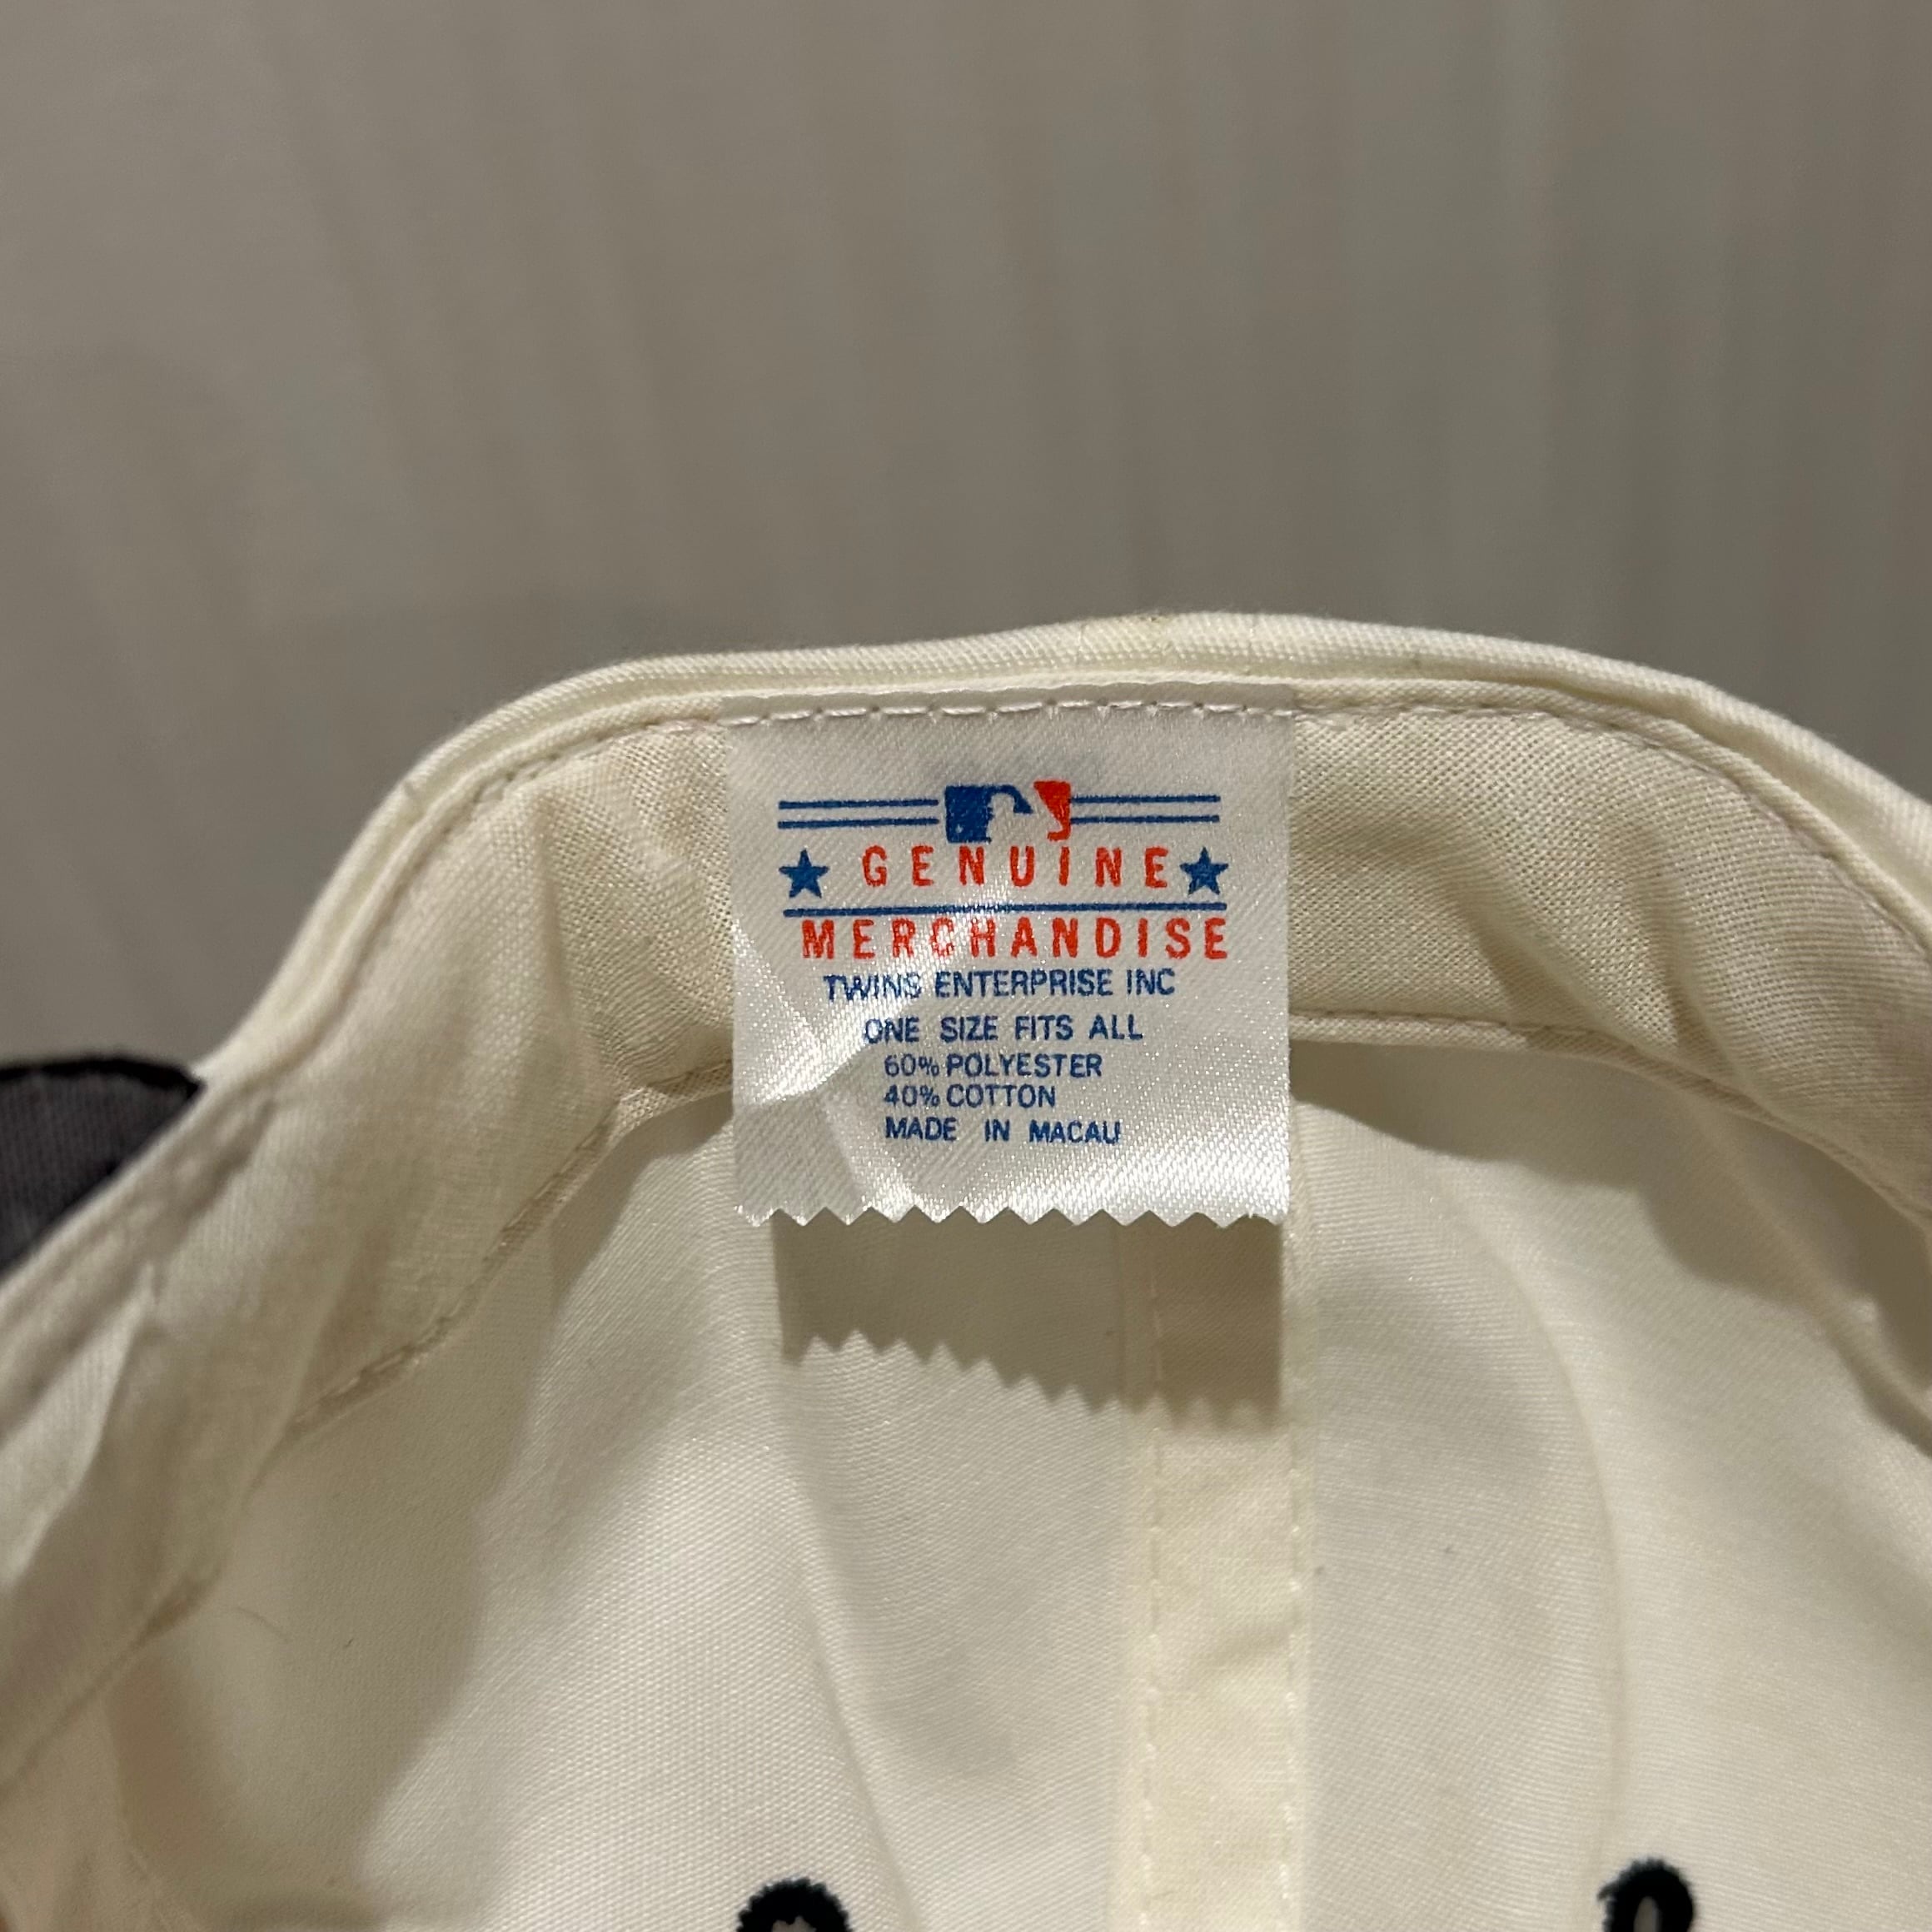 GENUINE
MERCHANDISE
TWINS ENTERPRISE INC
ONE SIZE FITS ALL
60% POLYESTER
40% COTTON
MADE IN MACAU